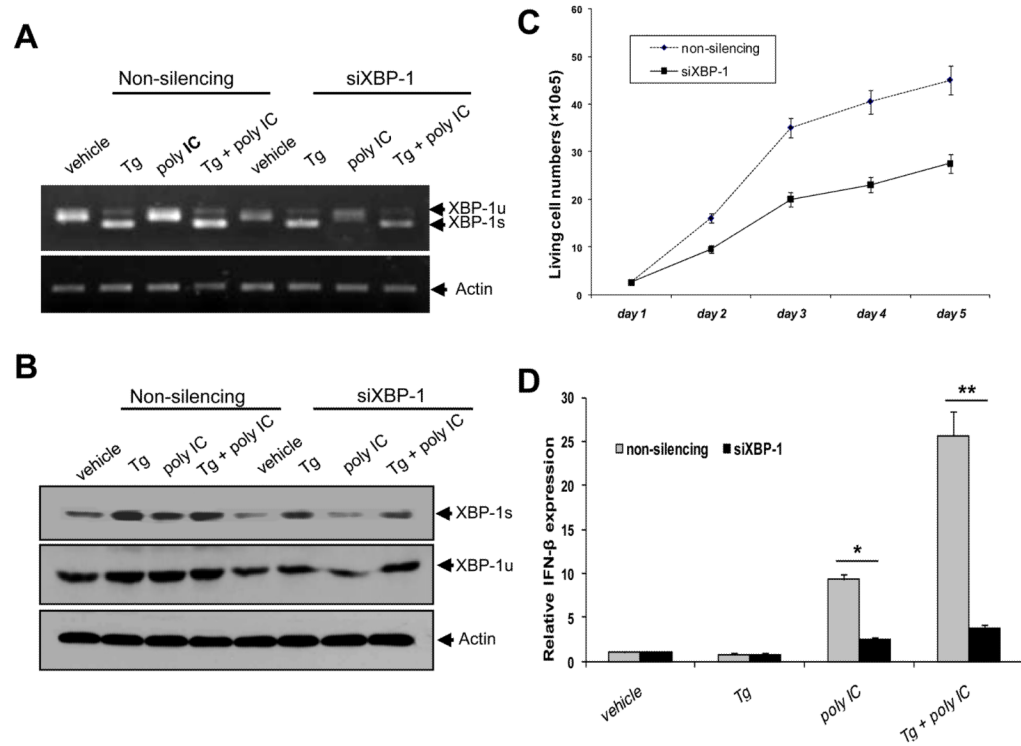 A
Non-silencing
siXBP-1
vehicle
Tg
poly IC
Tg + poly IC
vehicle
Tg
poly IC
Tg + poly IC
XBP-1u
XBP-1s
Actin
B
Non-silencing
siXBP-1
vehicle
Tg
poly IC
Tg + poly IC
vehicle
Tg
poly IC
Tg + poly IC
XBP-1s
XBP-1u
Actin
C
Living cell numbers (×10e5)
60
50
40
30
20
10
0
non-silencing
siXBP-1
day 1
day 2
day 3
day 4
day 5
D
Relative IFN-β expression
30
25
20
15
10
5
0
non-silencing
siXBP-1
*
**
vehicle
Tg
poly IC
Tg + poly IC